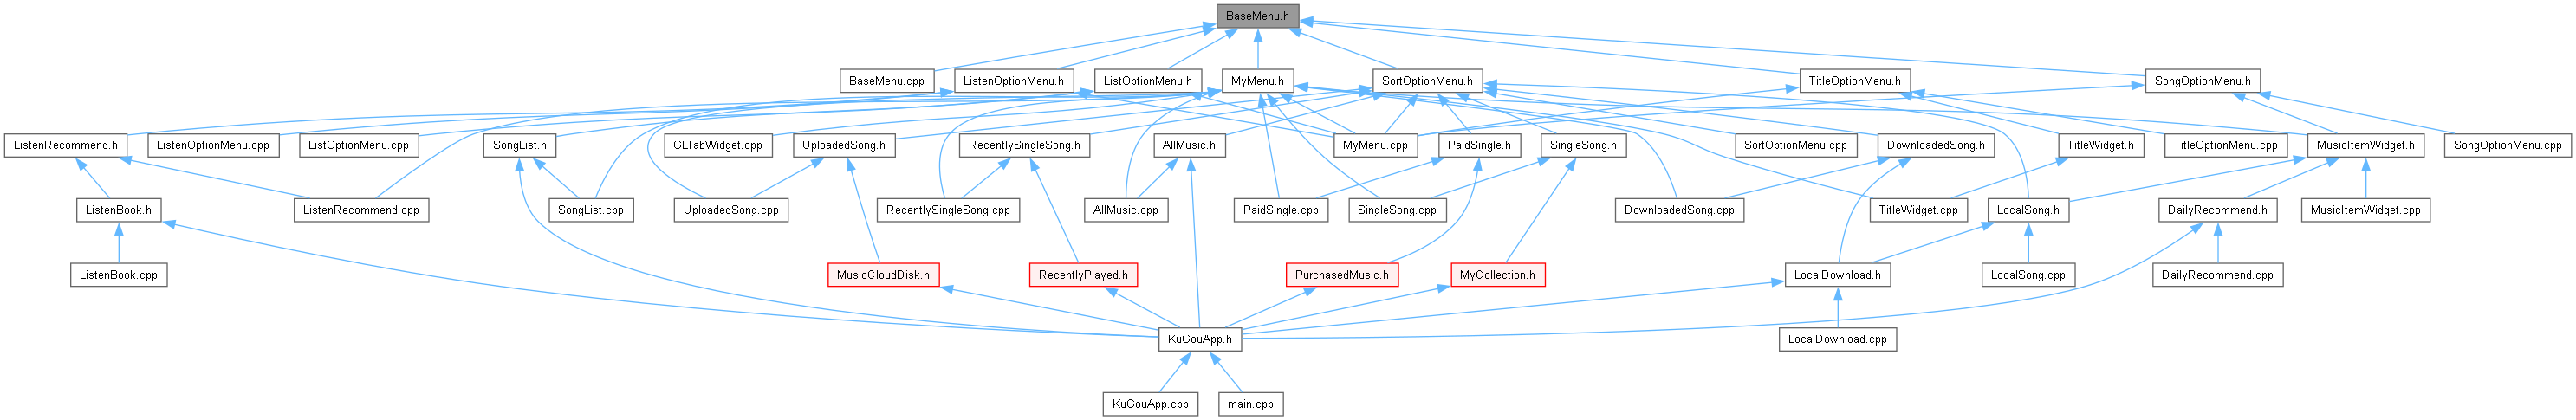 BaseMenu.h
BaseMenu.cpp
ListenOptionMenu.h
ListOptionMenu.h
MyMenu.h
SortOptionMenu.h
TitleOptionMenu.h
SongOptionMenu.h
ListenRecommend.h
ListenOptionMenu.cpp
ListOptionMenu.cpp
SongList.h
GLTabWidget.cpp
UploadedSong.h
RecentlySingleSong.h
AllMusic.h
MyMenu.cpp
PaidSingle.h
SingleSong.h
SortOptionMenu.cpp
DownloadedSong.h
TitleWidget.h
TitleOptionMenu.cpp
MusicItemWidget.h
SongOptionMenu.cpp
ListenBook.h
ListenRecommend.cpp
SongList.cpp
UploadedSong.cpp
RecentlySingleSong.cpp
AllMusic.cpp
PaidSingle.cpp
SingleSong.cpp
DownloadedSong.cpp
TitleWidget.cpp
LocalSong.h
DailyRecommend.h
MusicItemWidget.cpp
ListenBook.cpp
MusicCloudDisk.h
RecentlyPlayed.h
PurchasedMusic.h
MyCollection.h
LocalDownload.h
LocalSong.cpp
DailyRecommend.cpp
KuGouApp.h
LocalDownload.cpp
KuGouApp.cpp
main.cpp